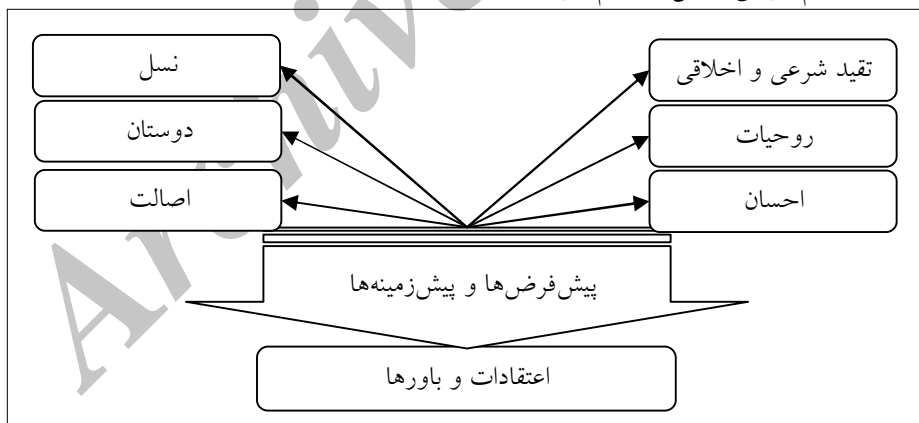 تقید شرعی و اخلاقی
نسل
روحیات
دوستان
احسان
اصالت
پیش‌فرض‌ها و پیش‌زمینه‌ها
اعتقادات و باورها